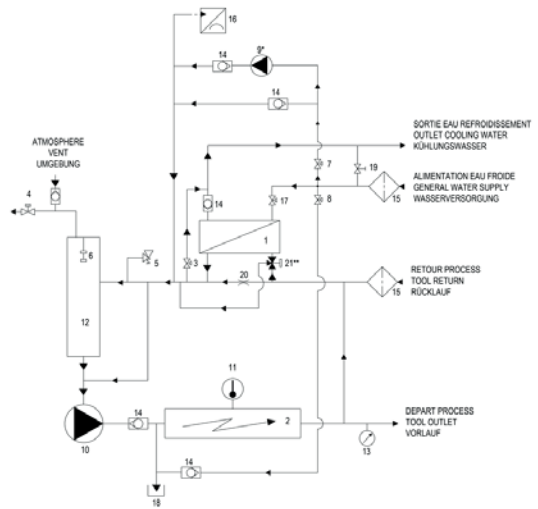 16
9*
14
14
ATMOSPHERE
VENT
UMGEBUNG
SORTIE EAU REFROIDISSEMENT
OUTLET COOLING WATER
KÜHLUNGSWASSER
7
19
4
ALIMENTATION EAU FROIDE
GENERAL WATER SUPPLY
WASSERVERSORGUNG
14
17
8
15
1
6
5
3
21**
20
RETOUR PROCESS
TOOL RETURN
RÜCKLAUF
15
12
11
14
2
DEPART PROCESS
TOOL OUTLET
VORLAUF
10
13
14
18